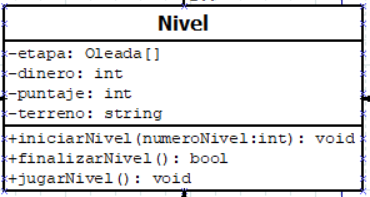 Nivel
-etapa: Oleada[]
-dinero: int
-puntaje: int
-terreno: string
+iniciarNivel(numeroNivel:int): void
+finalizarNivel(): bool
+jugarNivel(): void